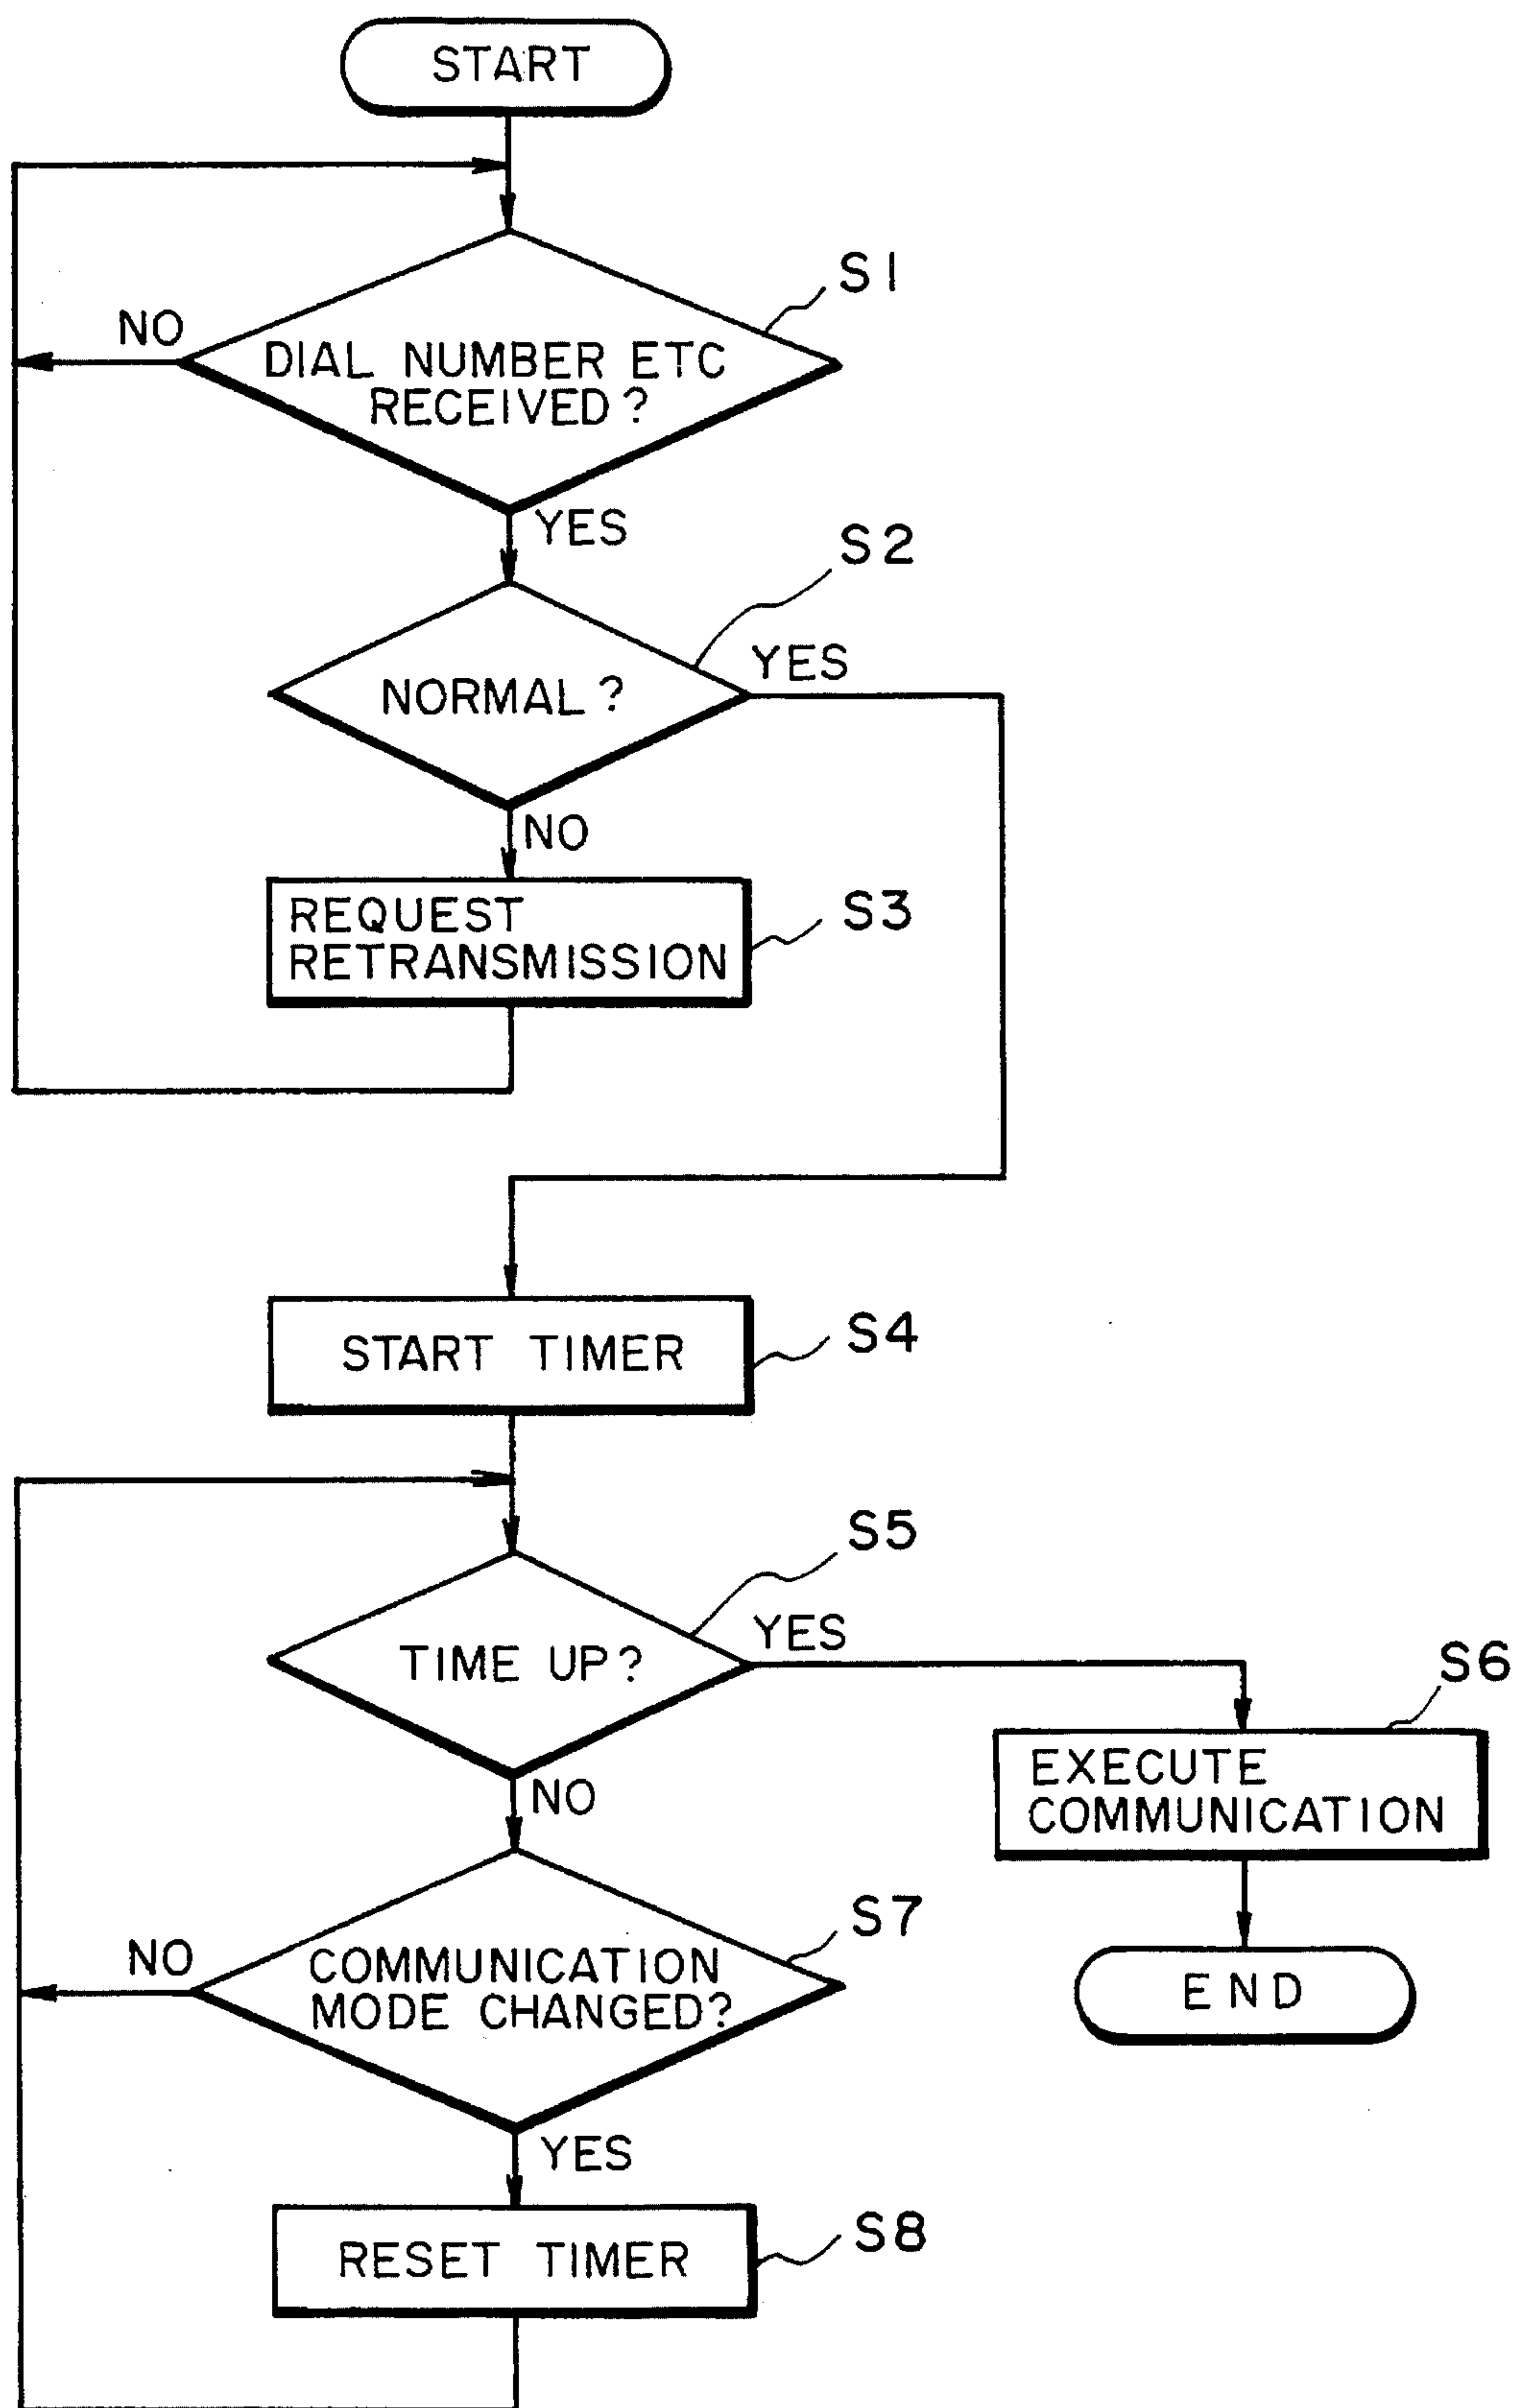 START
S1
NO
DIAL NUMBER ETC
RECEIVED?
YES
S2
YES
NORMAL?
NO
REQUEST
RETRANSMISSION
S3
START TIMER
S4
S5
YES
TIME UP?
S6
NO
EXECUTE
COMMUNICATION
S7
NO
COMMUNICATION
MODE CHANGED?
END
YES
RESET TIMER
S8